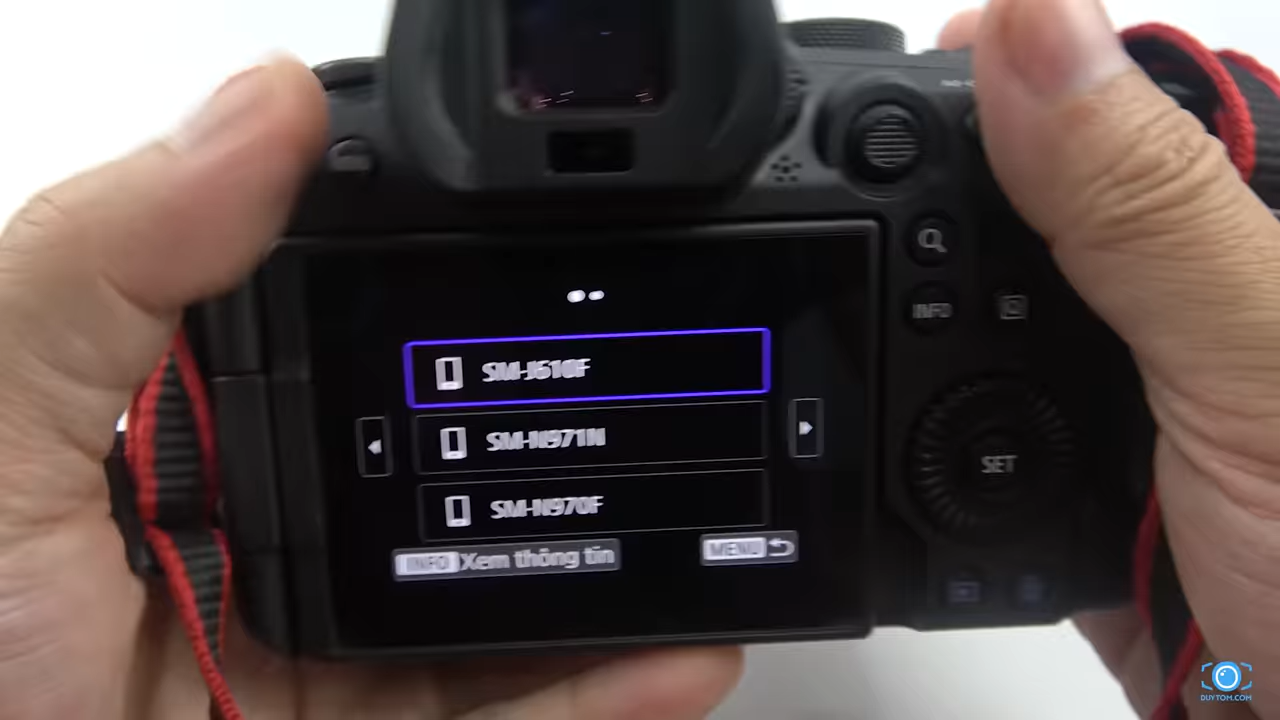 INFO
SM-J610F
SM-N971N
SM-N970F
INFO Xem thông tin
MENU
SET
DUYTOM.COM